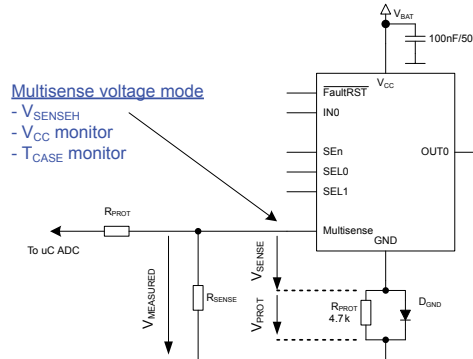 VBAT
100nF/50
Multisense voltage mode
- VSENSEH
- VCC monitor
- TCASE monitor
VCC
FaultRST
IN0
SEn
OUT0
SEL0
SEL1
RPROT
Multisense
GND
To uC ADC
VMEASURED
RSENSE
VSENSE
VPROT
RPROT
4.7k
DGND